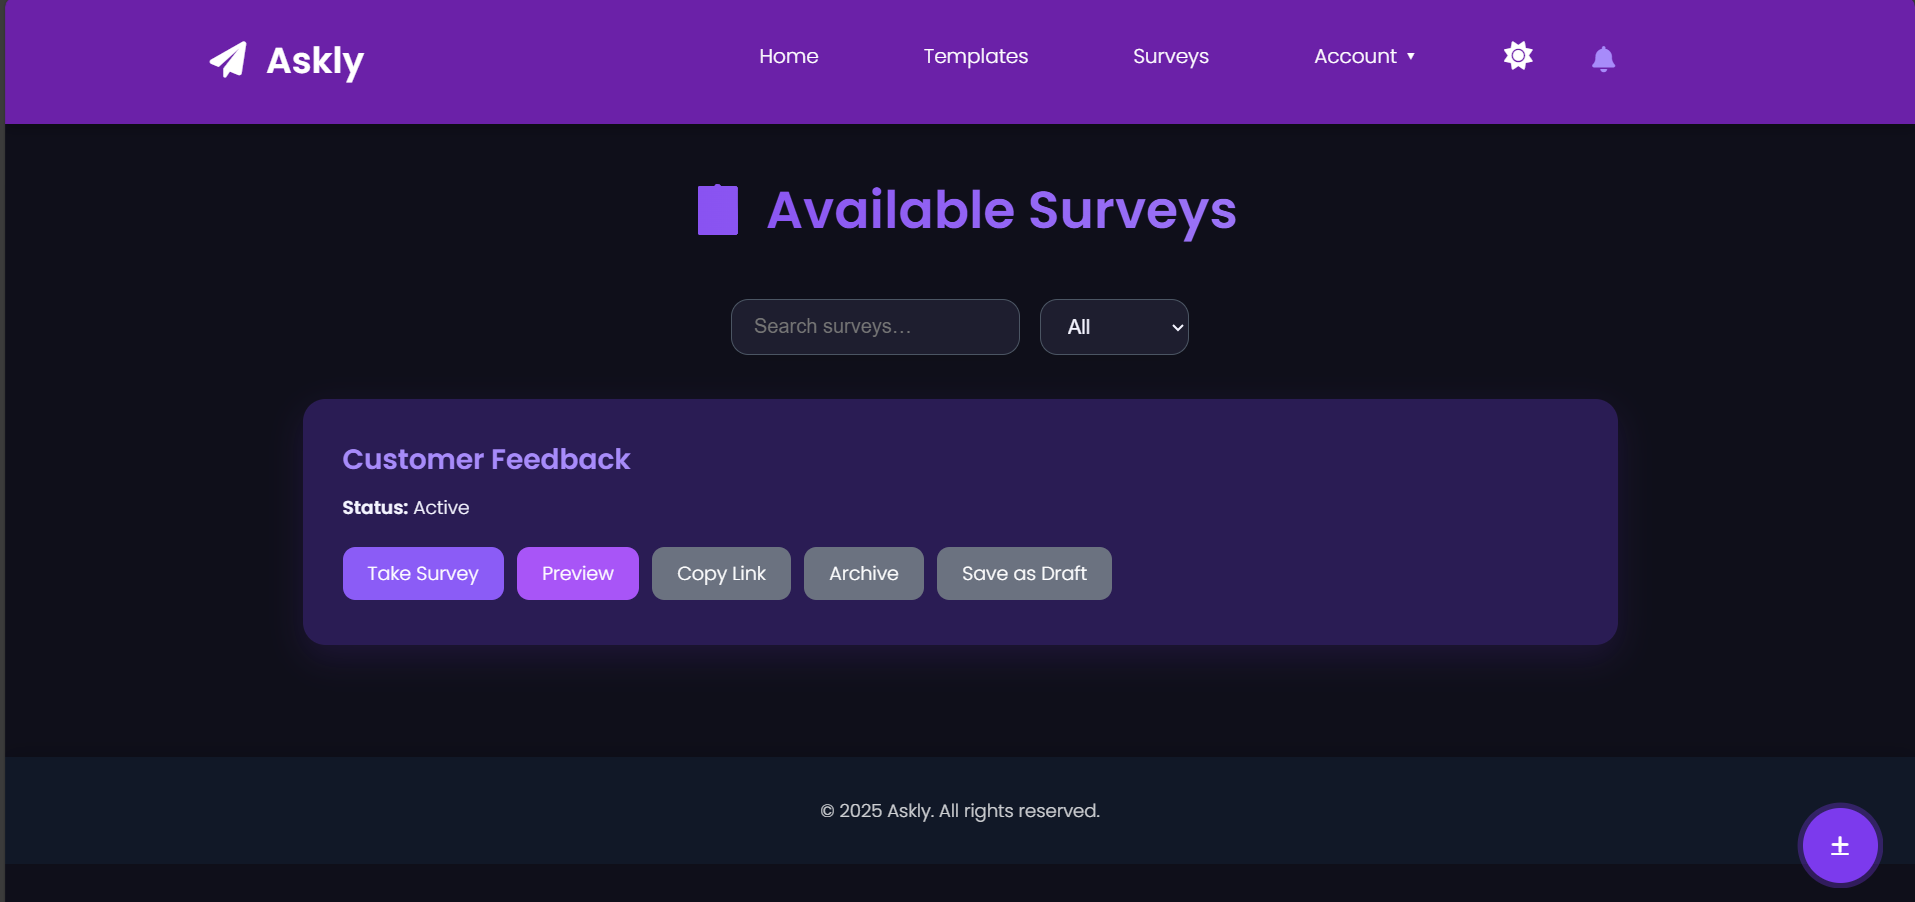 Askly
Home
Templates
Surveys
Account ▼
Available Surveys
Search surveys...
All
Customer Feedback
Status: Active
Take Survey
Preview
Copy Link
Archive
Save as Draft
© 2025 Askly. All rights reserved.
±